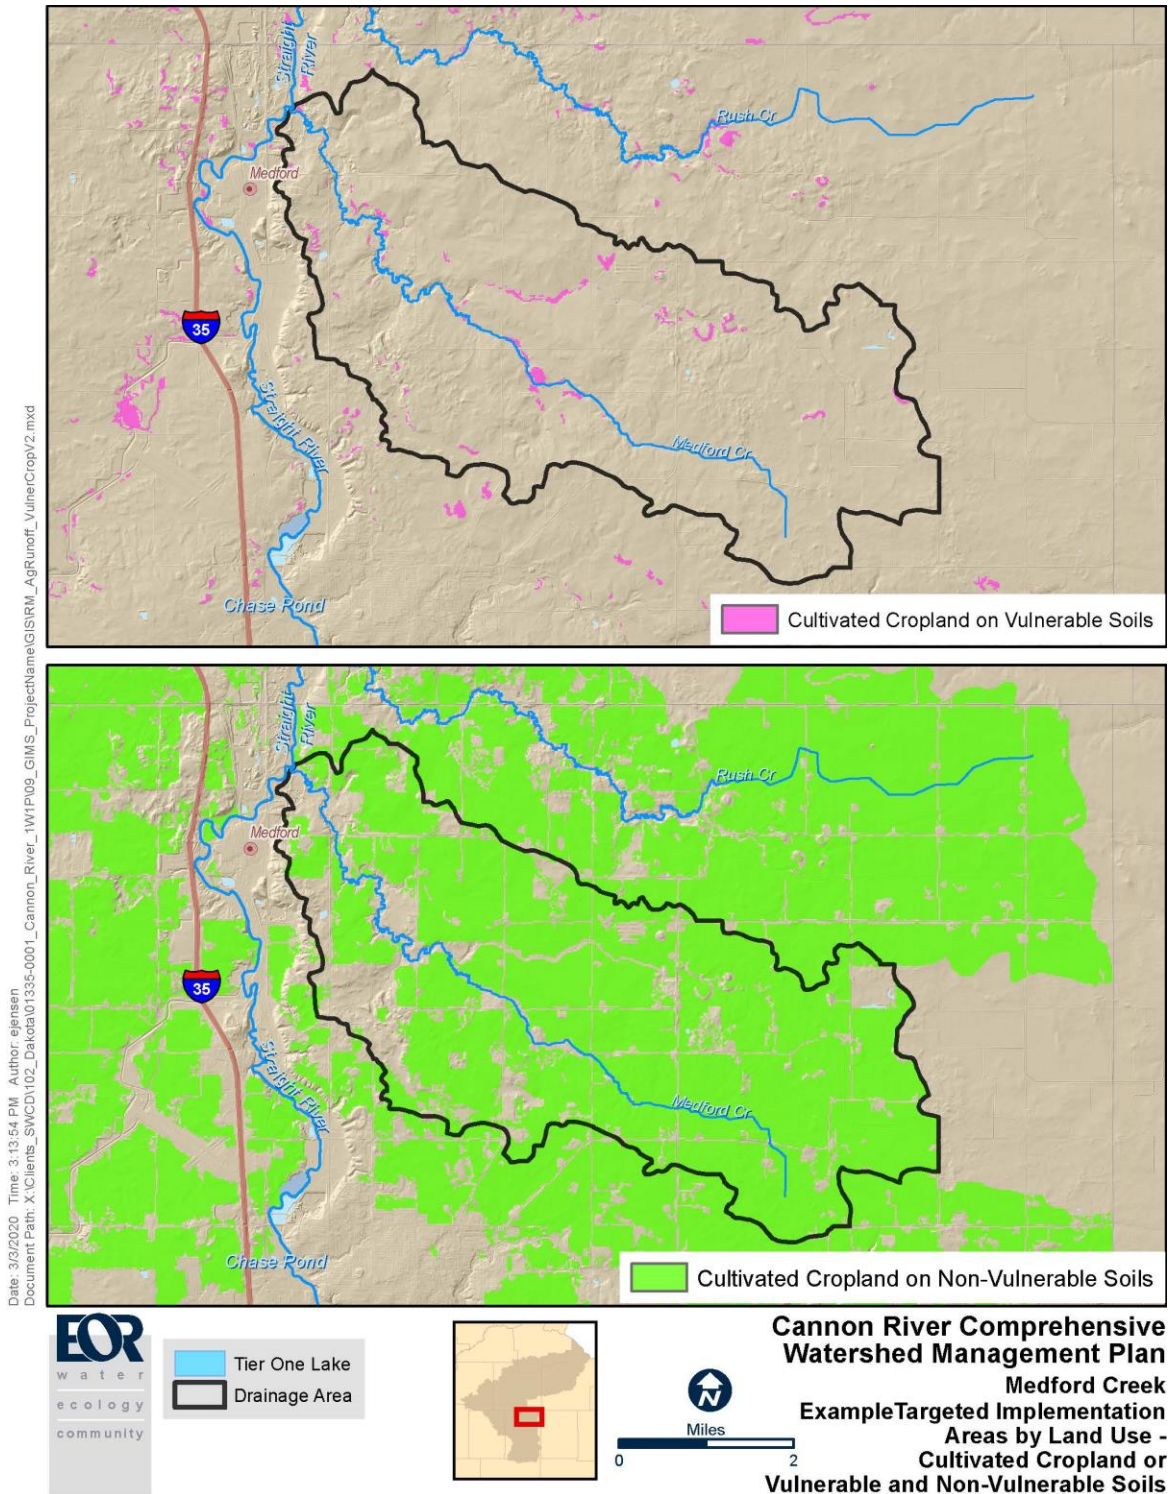 Straight
River
Rush Cr
Medford
35
Straight River
Medford Cr
Chase Pond
Cultivated Cropland on Vulnerable Soils
Straight
River
Rush Cr
Medford
35
Straight River
Medford Cr
Chase Pond
Cultivated Cropland on Non-Vulnerable Soils
Date: 3/3/2020 Time: 3:13:54 PM Author: ejensen
Document Path: X:\Clients_SWCD\102_Dakota\01335-0001_Cannon_River_1W1P\09_GIMS_ProjectName\GIS\RM_AgRunoff_VulnerCropV2.mxd
EOR
water
ecology
community
Tier One Lake
Drainage Area
N
Miles
0 2
Cannon River Comprehensive
Watershed Management Plan
Medford Creek
ExampleTargeted Implementation
Areas by Land Use -
Cultivated Cropland or
Vulnerable and Non-Vulnerable Soils